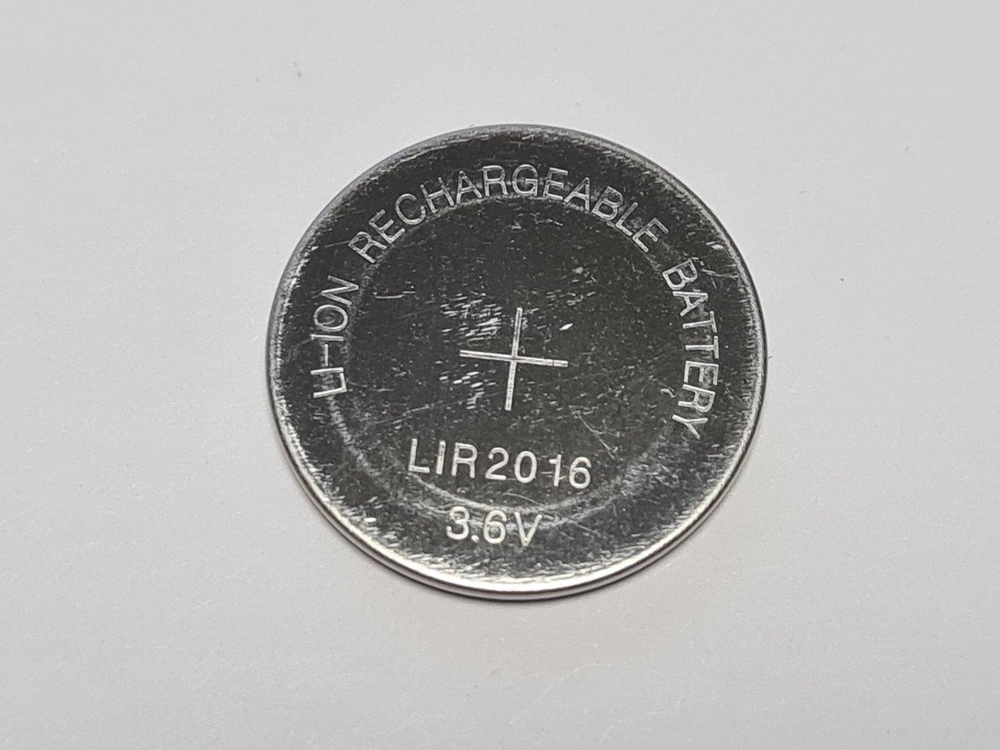 LI-ION RECHARGEABLE BATTERY
+
LIR2016
3.6V